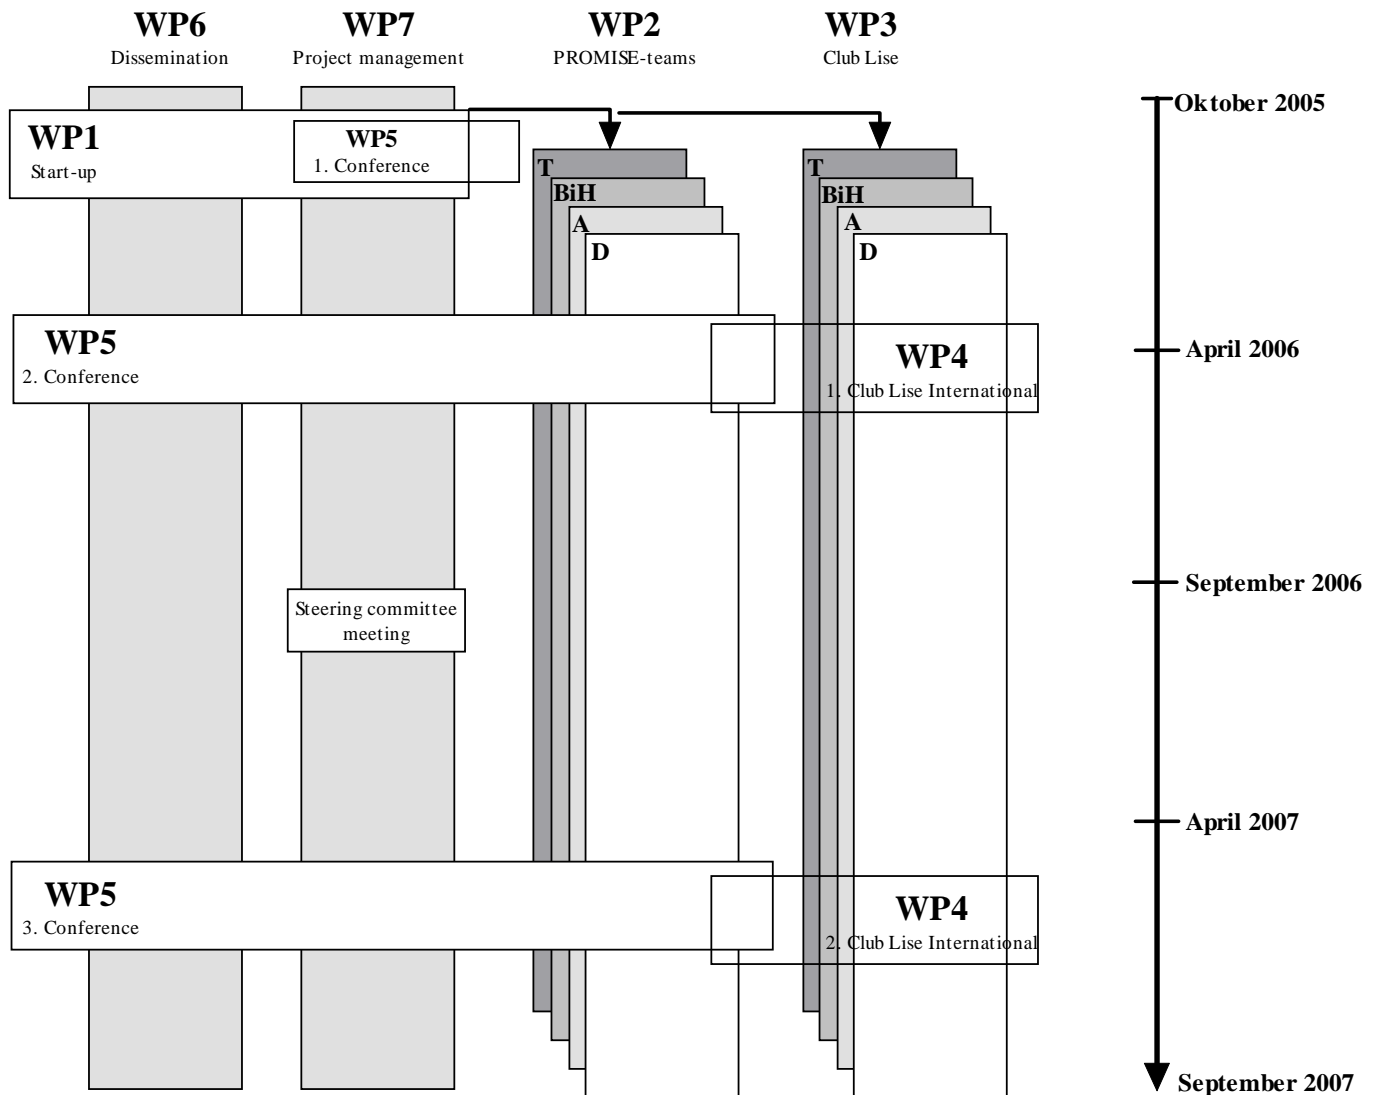 WP6
Dissemination
WP7
Project management
WP2
PROMISE-teams
WP3
Club Lise
Oktober 2005
WP1
Start-up
WP5
1. Conference
T
BiH
A
D
T
BiH
A
D
WP5
2. Conference
WP4
1. Club Lise International
April 2006
Steering committee
meeting
September 2006
April 2007
WP5
3. Conference
WP4
2. Club Lise International
September 2007